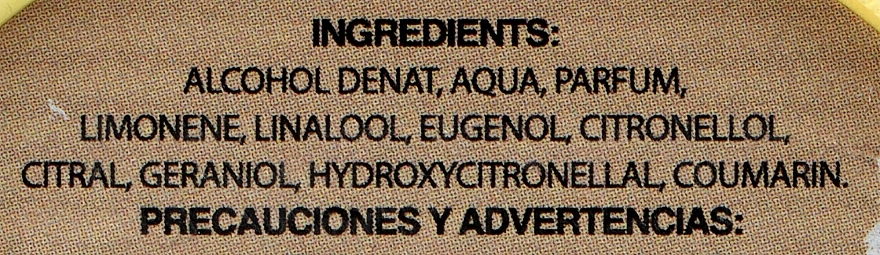 INGREDIENTS:
ALCOHOL DENAT, AQUA, PARFUM,
LIMONENE, LINALOOL, EUGENOL, CITRONELLOL,
CITRAL, GERANIOL, HYDROXYCITRONELLAL, COUMARIN.
PRECAUCIONES Y ADVERTENCIAS: